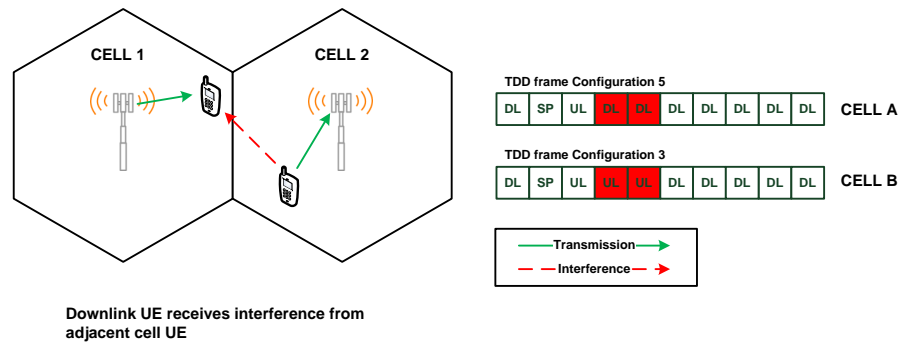 CELL 1
CELL 2
TDD frame Configuration 5
DL SP UL DL DL DL DL DL DL DL
CELL A
TDD frame Configuration 3
DL SP UL UL UL DL DL DL DL DL
CELL B
Transmission
Interference
Downlink UE receives interference from
adjacent cell UE